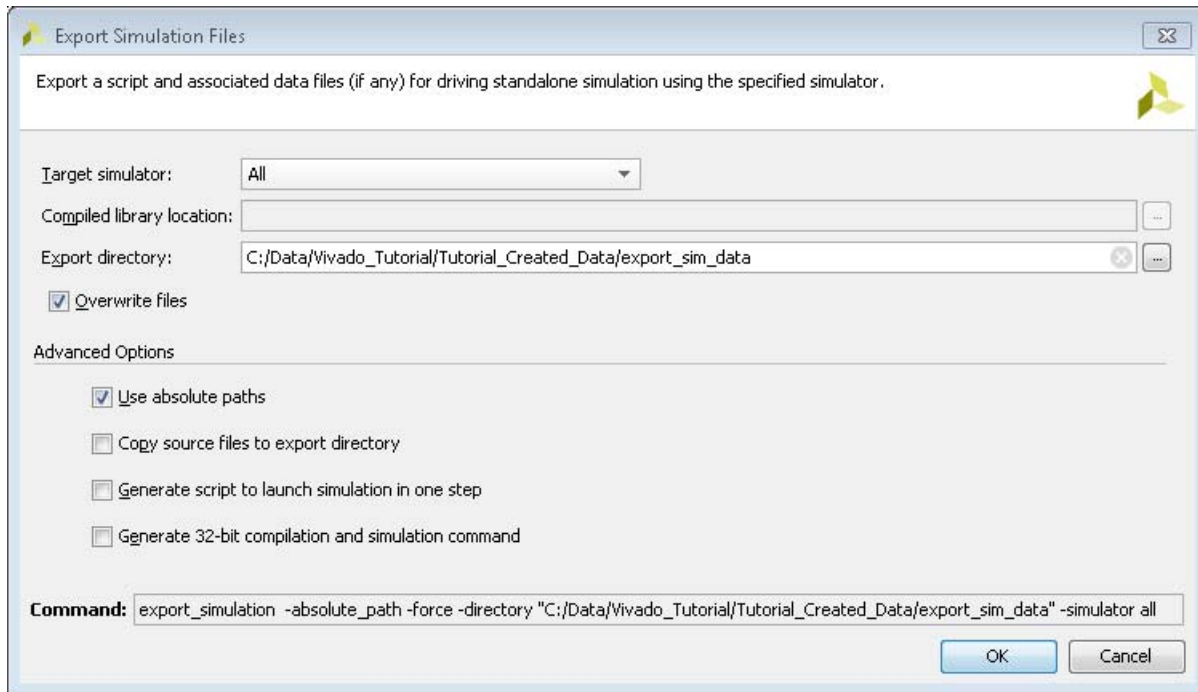 Export Simulation Files
Export a script and associated data files (if any) for driving standalone simulation using the specified simulator.
Target simulator: All
Compiled library location: ...
Export directory: C:/Data/Vivado_Tutorial/Tutorial_Created_Data/export_sim_data ...
Overwrite files
Advanced Options
Use absolute paths
Copy source files to export directory
Generate script to launch simulation in one step
Generate 32-bit compilation and simulation command
Command: export_simulation -absolute_path -force -directory "C:/Data/Vivado_Tutorial/Tutorial_Created_Data/export_sim_data" -simulator all
OK Cancel